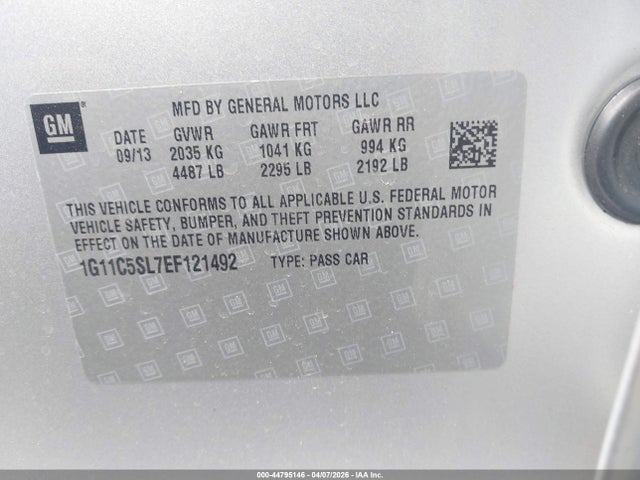 GM
MFD BY GENERAL MOTORS LLC
DATE GVWR GAWR FRT GAWR RR
09/13 2035 KG 1041 KG 994 KG
4487 LB 2295 LB 2192 LB
THIS VEHICLE CONFORMS TO ALL APPLICABLE U.S. FEDERAL MOTOR
VEHICLE SAFETY, BUMPER, AND THEFT PREVENTION STANDARDS IN
EFFECT ON THE DATE OF MANUFACTURE SHOWN ABOVE.
1G11C5SL7EF121492 TYPE: PASS CAR
000-44795146 - 04/07/2026 - IAA Inc.